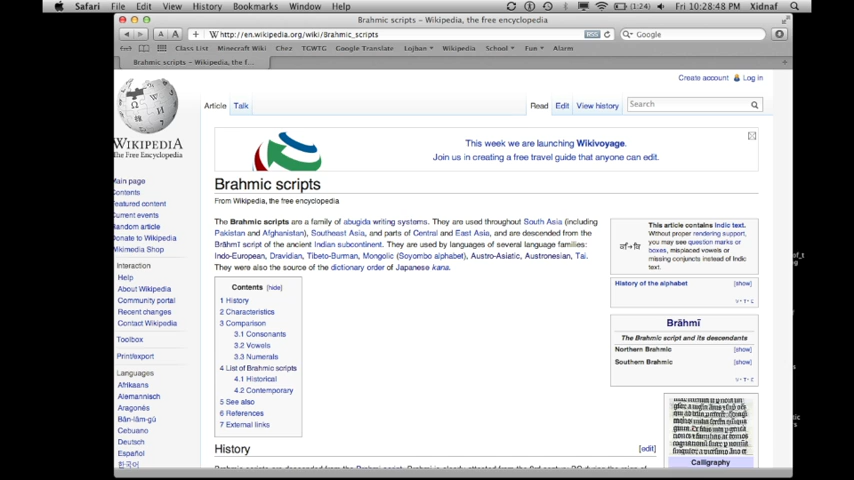 Safari File Edit View History Bookmarks Window Help (1:24) Fri 10:28:48 PM Xidnaf
Brahmic scripts – Wikipedia, the free encyclopedia
http://en.wikipedia.org/wiki/Brahmic_scripts RSS Google
Class List Minecraft Wiki Chez TGWTG Google Translate Lojban Wikipedia School Fun Alarm
Brahmic scripts – Wikipedia, the f...
Create account Log in
Article Talk Read Edit View history Search
WIKIPEDIA
The Free Encyclopedia
Main page
Contents
Featured content
Current events
Random article
Donate to Wikipedia
Wikimedia Shop
Interaction
Help
About Wikipedia
Community portal
Recent changes
Contact Wikipedia
Toolbox
Print/export
Languages
Afrikaans
Alemannisch
Aragonés
Bân-lâm-gú
Cebuano
Deutsch
Español
한국어
This week we are launching Wikivoyage.
Join us in creating a free travel guide that anyone can edit.
Brahmic scripts
From Wikipedia, the free encyclopedia
The Brahmic scripts are a family of abugida writing systems. They are used throughout South Asia (including
Pakistan and Afghanistan), Southeast Asia, and parts of Central and East Asia, and are descended from the
Brāhmī script of the ancient Indian subcontinent. They are used by languages of several language families:
Indo-European, Dravidian, Tibeto-Burman, Mongolic (Soyombo alphabet), Austro-Asiatic, Austronesian, Tai.
They were also the source of the dictionary order of Japanese kana.
Contents [hide]
1 History
2 Characteristics
3 Comparison
3.1 Consonants
3.2 Vowels
3.3 Numerals
4 List of Brahmic scripts
4.1 Historical
4.2 Contemporary
5 See also
6 References
7 External links
History [edit]
This article contains Indic text.
Without proper rendering support,
you may see question marks or
boxes, misplaced vowels or
missing conjuncts instead of Indic
text.
History of the alphabet [show]
V · T · E
Brāhmī
The Brahmic script and its descendants
Northern Brahmic [show]
Southern Brahmic [show]
V · T · E
Calligraphy